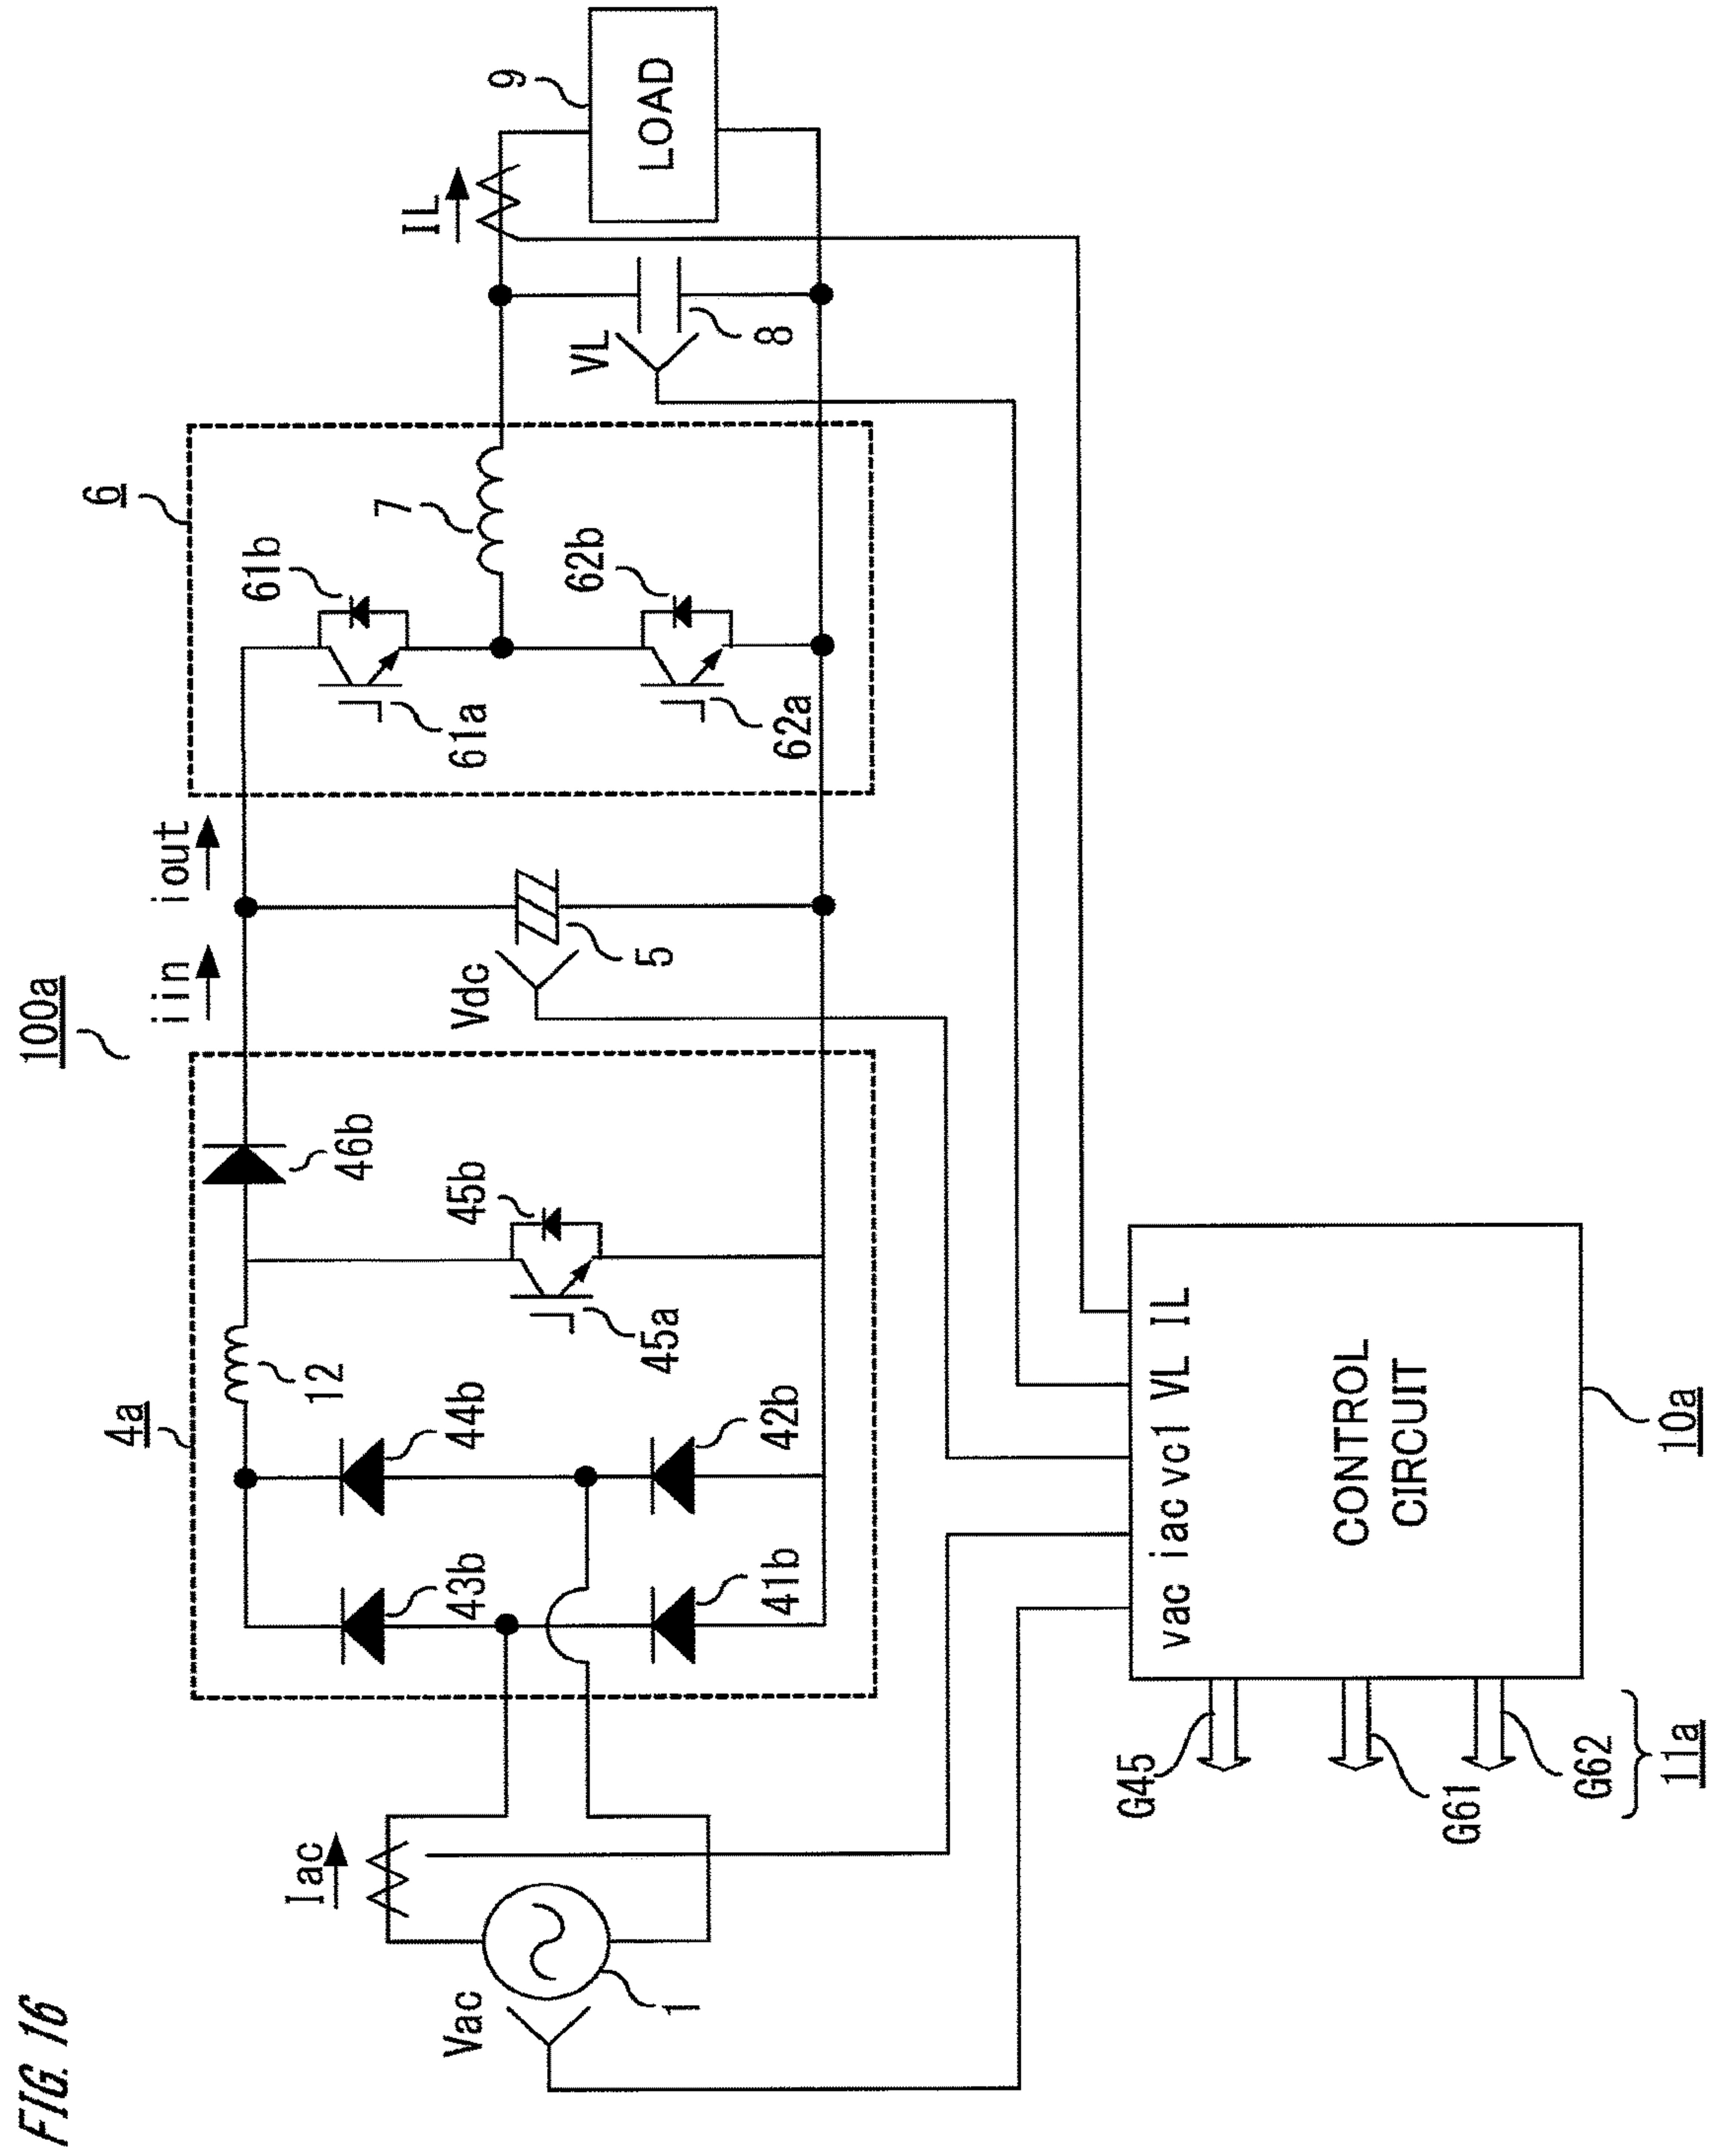 FIG. 16
100a
4a
6
iin
iout
Iac
Vac
1
43b
44b
41b
42b
12
46b
45b
45a
Vdc
5
61b
61a
62b
62a
7
VL
8
IL
9
LOAD
vac iac vc1 VL IL
CONTROL
CIRCUIT
10a
G45
G61
G62
11a